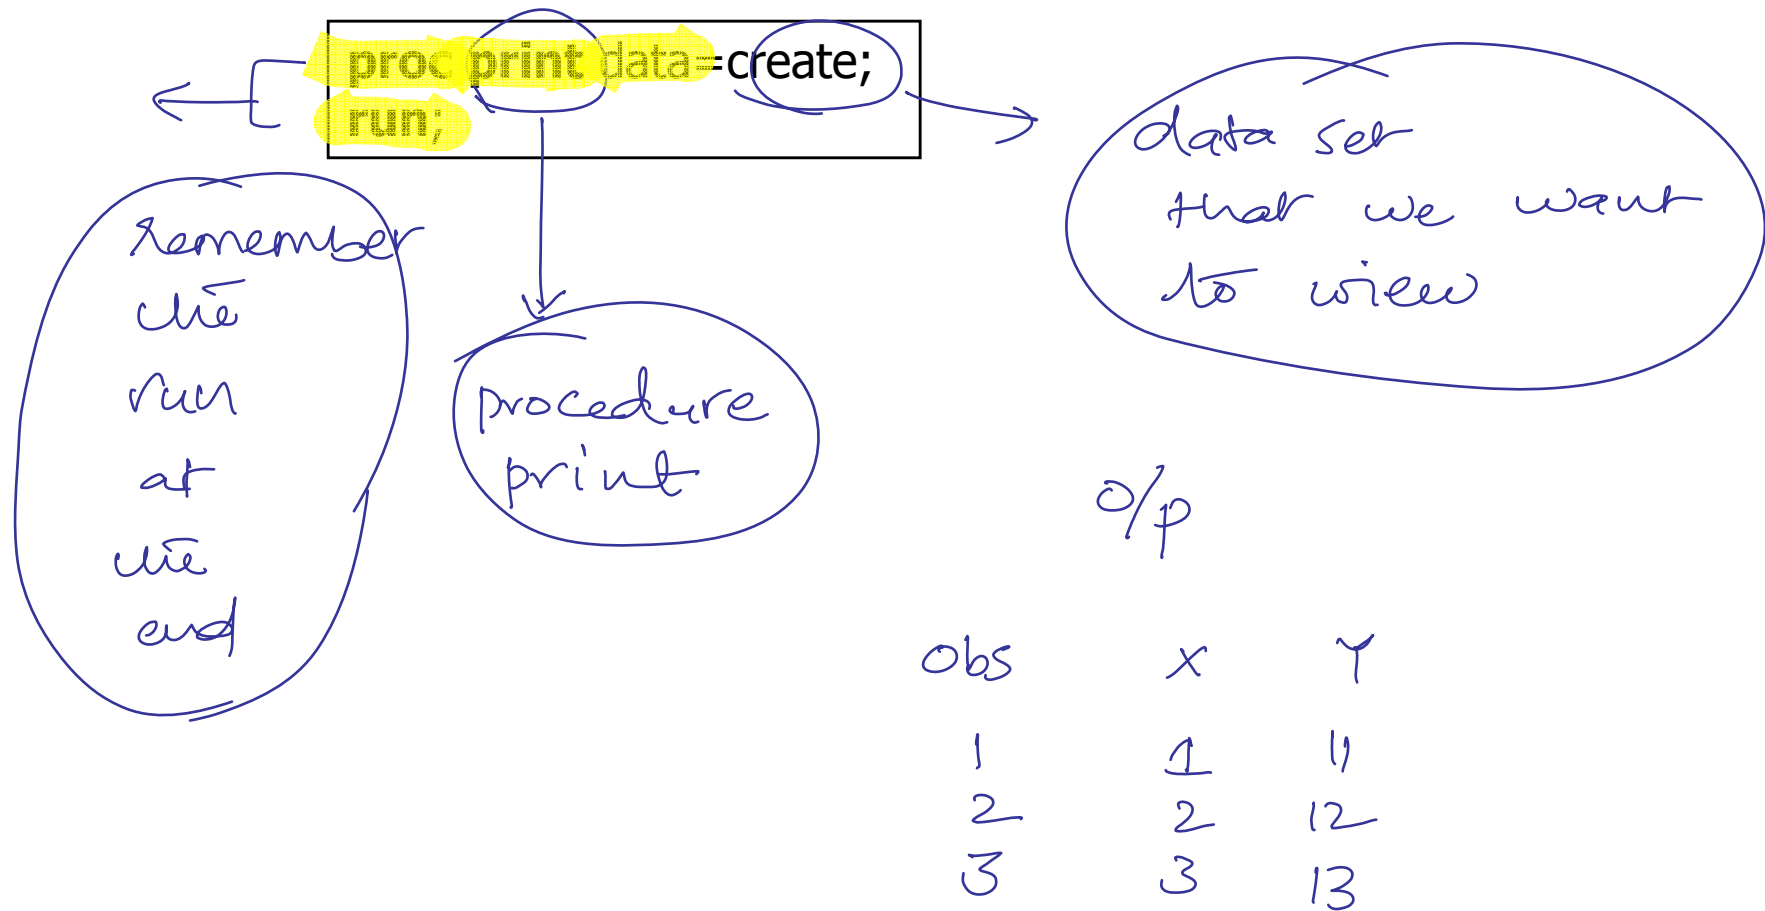 proc print data=create;
run;
data set
that we want
to view
Remember
the
run
at
the
end
procedure
print
O/p
Obs X Y
1 1 11
2 2 12
3 3 13